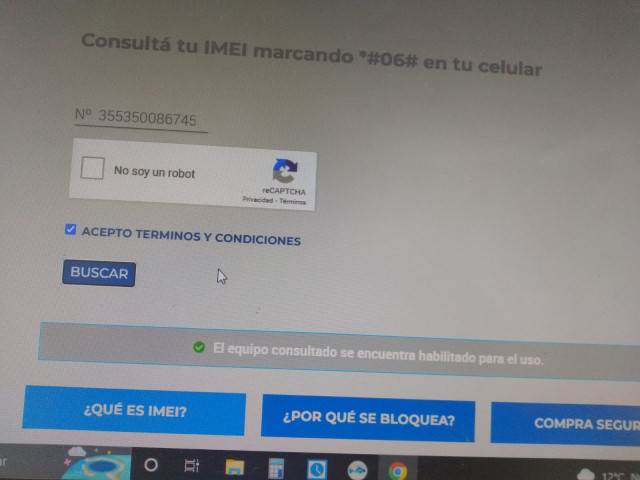 Consultá tu IMEI marcando *#06# en tu celular
Nº 355350086745
No soy un robot
reCAPTCHA
Privacidad - Términos
ACEPTO TERMINOS Y CONDICIONES
BUSCAR
El equipo consultado se encuentra habilitado para el uso.
¿QUÉ ES IMEI?
¿POR QUÉ SE BLOQUEA?
COMPRA SEGUR
ar
12°C